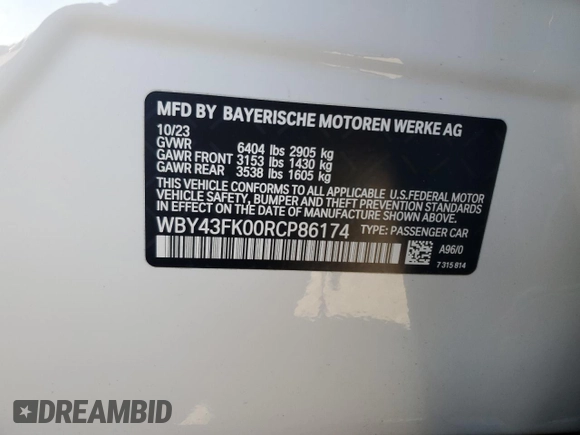 MFD BY BAYERISCHE MOTOREN WERKE AG
10/23
GVWR 6404 lbs 2905 kg
GAWR FRONT 3153 lbs 1430 kg
GAWR REAR 3538 lbs 1605 kg
THIS VEHICLE CONFORMS TO ALL APPLICABLE U.S. FEDERAL MOTOR
VEHICLE SAFETY, BUMPER AND THEFT PREVENTION STANDARDS
IN EFFECT ON THE DATE OF MANUFACTURE SHOWN ABOVE.
WBY43FK00RCP86174 TYPE: PASSENGER CAR
A96/0
7 315 814
DREAMBID